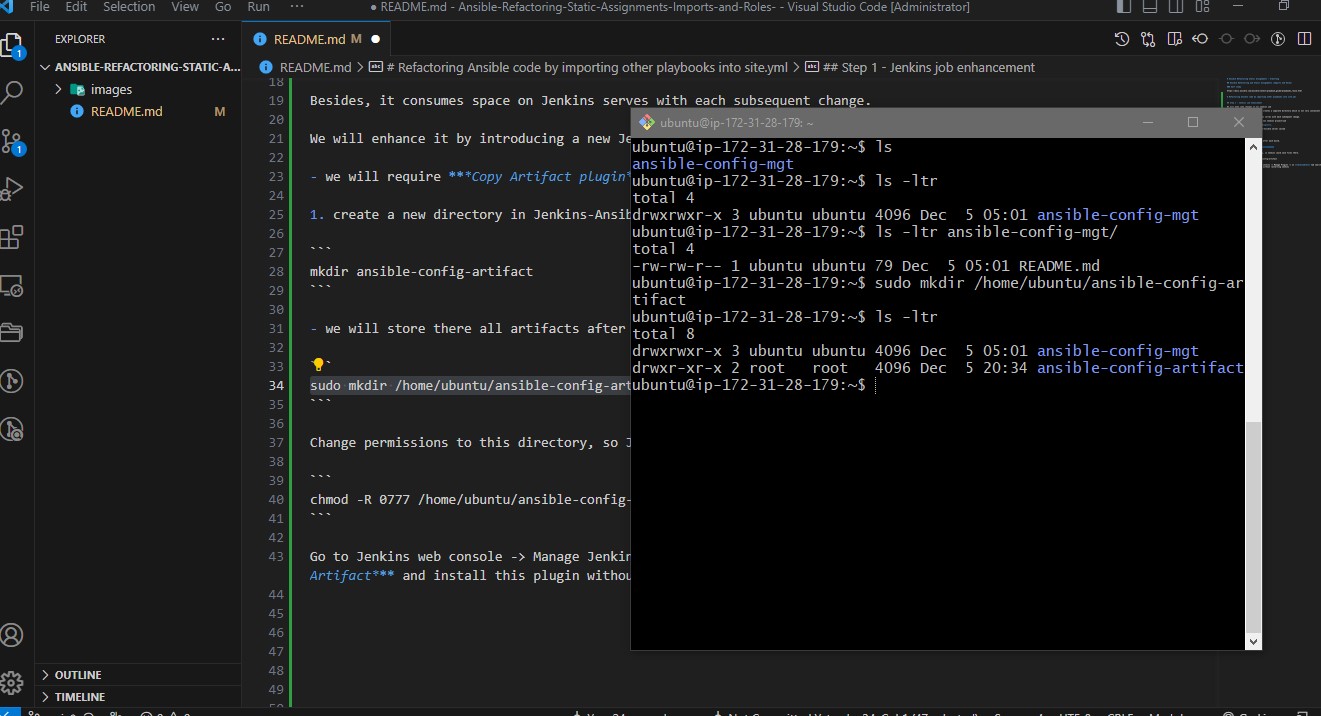 File Edit Selection View Go Run ···
● README.md - Ansible-Refactoring-Static-Assignments-Imports-and-Roles- - Visual Studio Code [Administrator]
EXPLORER ···
ANSIBLE-REFACTORING-STATIC-A...
images
README.md M
1
1
OUTLINE
TIMELINE
README.md M ●
README.md > # Refactoring Ansible code by importing other playbooks into site.yml > ## Step 1 - Jenkins job enhancement
18
19 Besides, it consumes space on Jenkins serves with each subsequent change.
20
21 We will enhance it by introducing a new Je
22
23 - we will require ***Copy Artifact plugin*
24
25 1. create a new directory in Jenkins-Ansib
26
27 ```
28 mkdir ansible-config-artifact
29 ```
30
31 - we will store there all artifacts after
32
33 `
34 sudo mkdir /home/ubuntu/ansible-config-art
35 ```
36
37 Change permissions to this directory, so J
38
39 ```
40 chmod -R 0777 /home/ubuntu/ansible-config-
41 ```
42
43 Go to Jenkins web console -> Manage Jenkin
Artifact*** and install this plugin withou
44
45
46
47
48
49
ubuntu@ip-172-31-28-179: ~
ubuntu@ip-172-31-28-179:~$ ls
ansible-config-mgt
ubuntu@ip-172-31-28-179:~$ ls -ltr
total 4
drwxrwxr-x 3 ubuntu ubuntu 4096 Dec  5 05:01 ansible-config-mgt
ubuntu@ip-172-31-28-179:~$ ls -ltr ansible-config-mgt/
total 4
-rw-rw-r-- 1 ubuntu ubuntu 79 Dec  5 05:01 README.md
ubuntu@ip-172-31-28-179:~$ sudo mkdir /home/ubuntu/ansible-config-ar
tifact
ubuntu@ip-172-31-28-179:~$ ls -ltr
total 8
drwxrwxr-x 3 ubuntu ubuntu 4096 Dec  5 05:01 ansible-config-mgt
drwxr-xr-x 2 root   root   4096 Dec  5 20:34 ansible-config-artifact
ubuntu@ip-172-31-28-179:~$